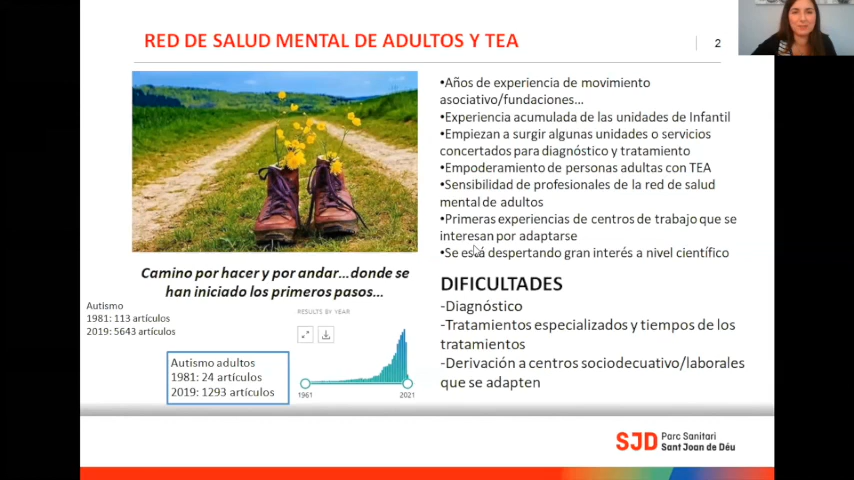 RED DE SALUD MENTAL DE ADULTOS Y TEA
2
•Años de experiencia de movimiento
asociativo/fundaciones...
•Experiencia acumulada de las unidades de Infantil
•Empiezan a surgir algunas unidades o servicios
concertados para diagnóstico y tratamiento
•Empoderamiento de personas adultas con TEA
•Sensibilidad de profesionales de la red de salud
mental de adultos
•Primeras experiencias de centros de trabajo que se
interesan por adaptarse
•Se está despertando gran interés a nivel científico
Camino por hacer y por andar...donde se
han iniciado los primeros pasos...
Autismo
1981: 113 artículos
2019: 5643 artículos
Autismo adultos
1981: 24 artículos
2019: 1293 artículos
RESULTS BY YEAR
1961
2021
DIFICULTADES
-Diagnóstico
-Tratamientos especializados y tiempos de los
tratamientos
-Derivación a centros sociodecuativo/laborales
que se adapten
SJD Parc Sanitari
Sant Joan de Déu